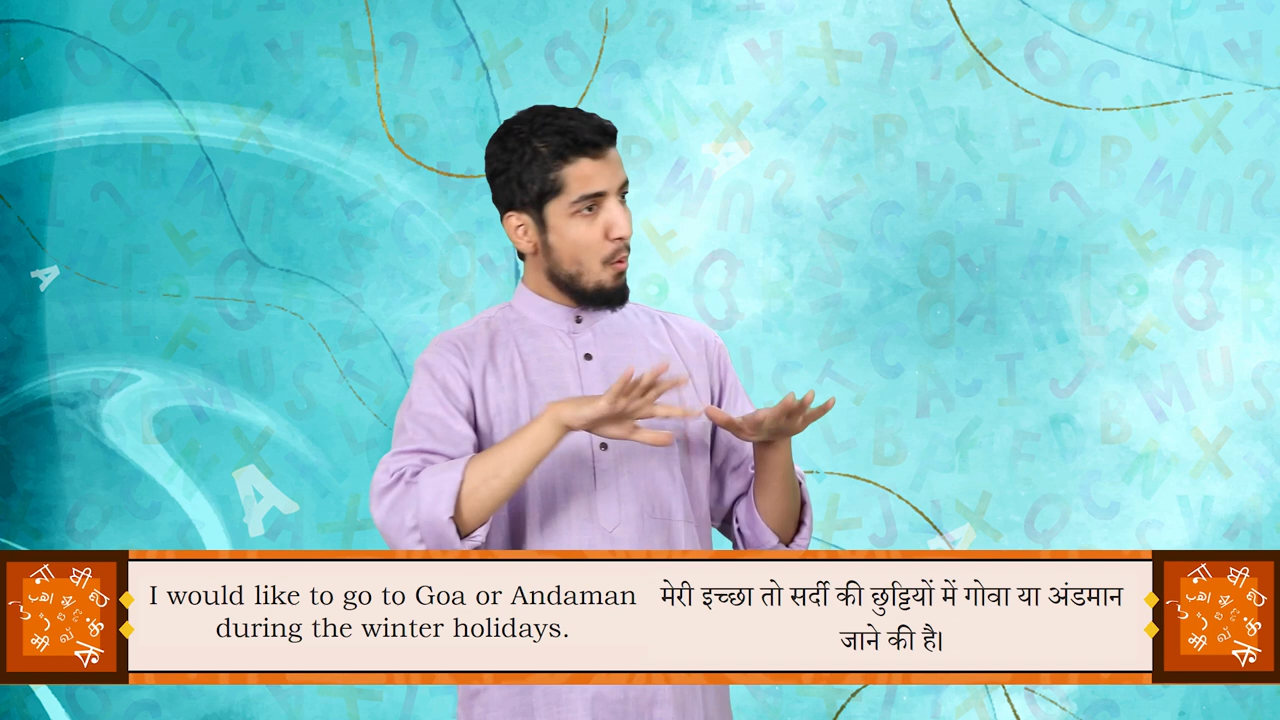 I would like to go to Goa or Andaman
during the winter holidays.
मेरी इच्छा तो सर्दी की छुट्टियों में गोवा या अंडमान
जाने की है।